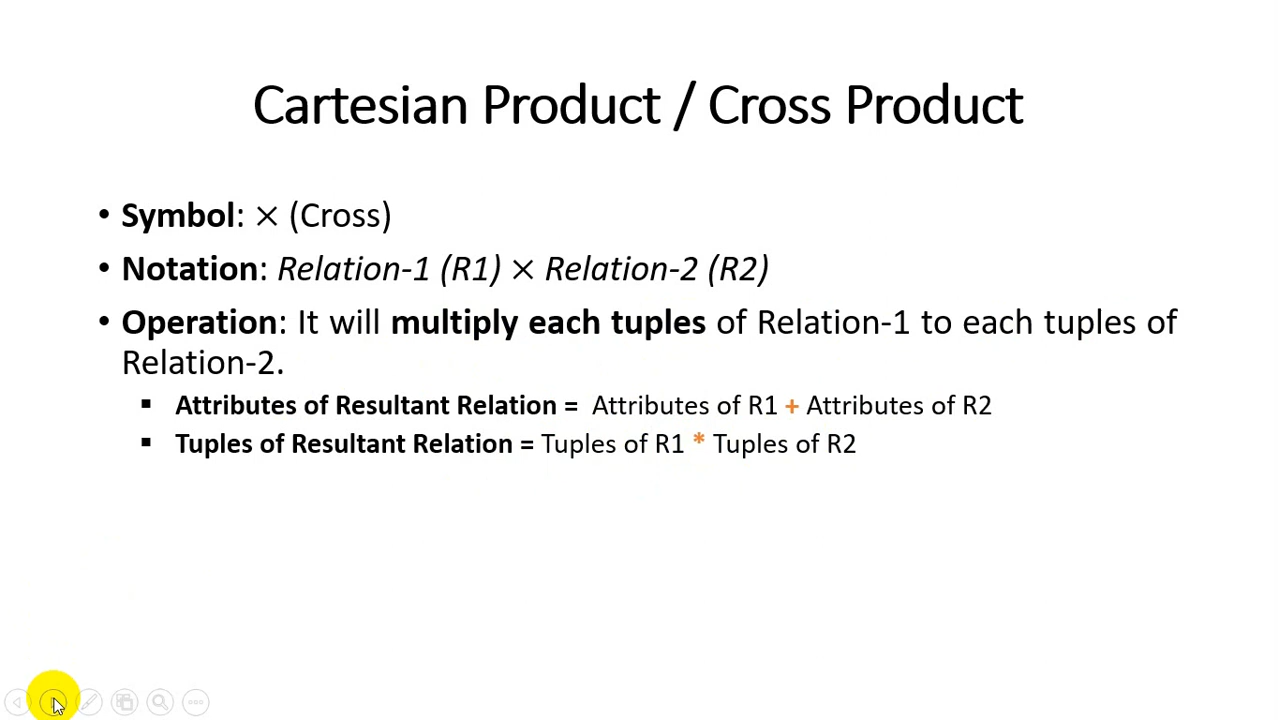 Cartesian Product / Cross Product
• Symbol: × (Cross)
• Notation: Relation-1 (R1) × Relation-2 (R2)
• Operation: It will multiply each tuples of Relation-1 to each tuples of
Relation-2.
▪ Attributes of Resultant Relation = Attributes of R1 + Attributes of R2
▪ Tuples of Resultant Relation = Tuples of R1 * Tuples of R2